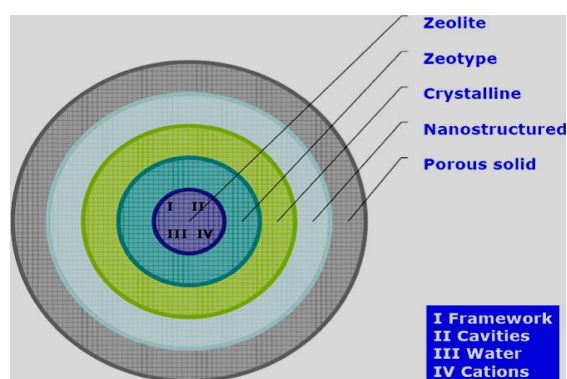 Zeolite
Zeotype
Crystalline
Nanostructured
Porous solid
I II
III IV
I Framework
II Cavities
III Water
IV Cations